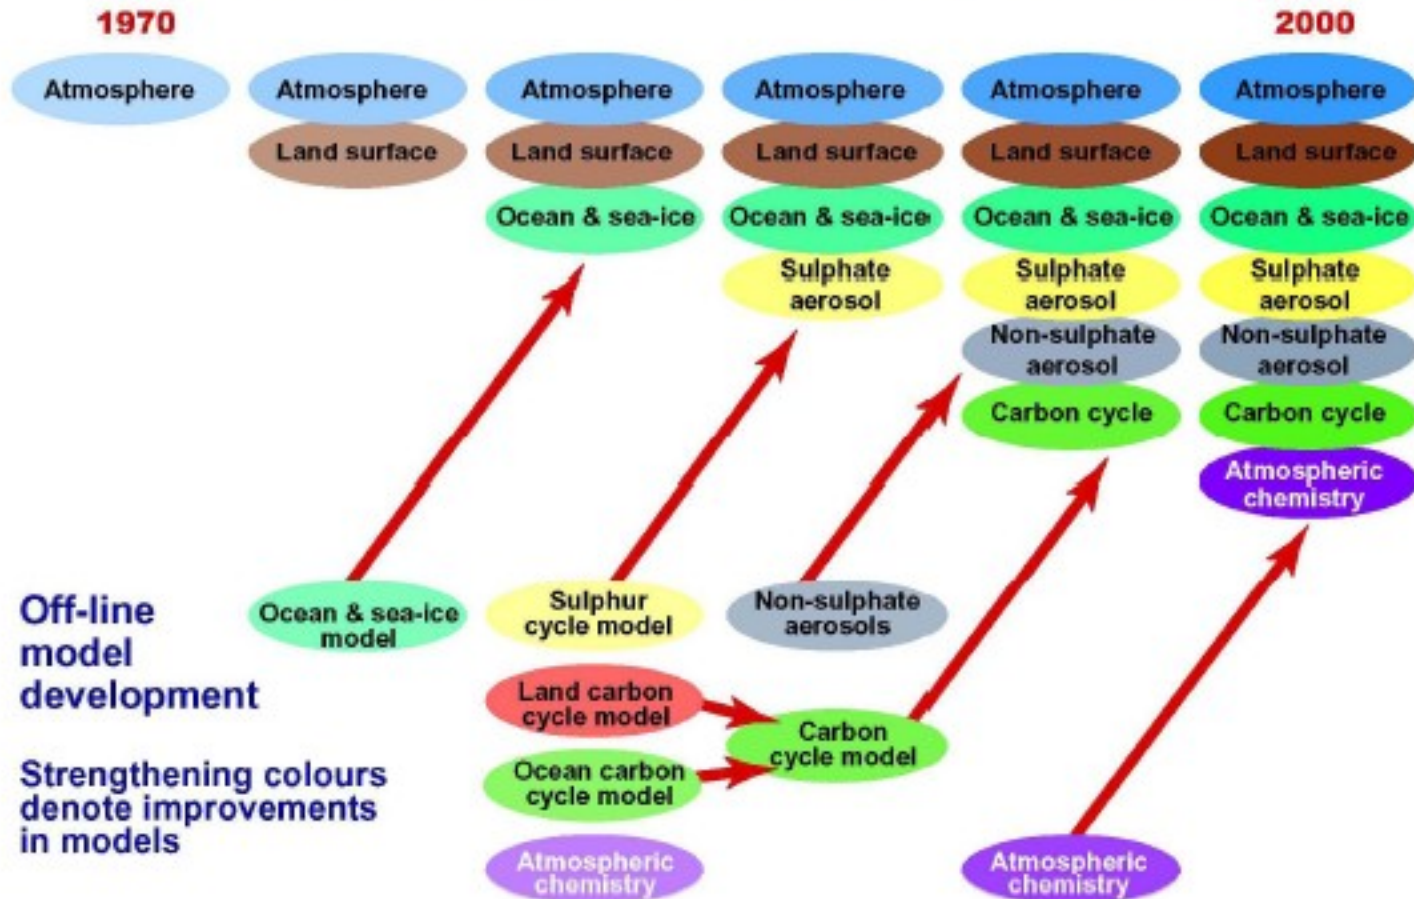 1970
2000
Atmosphere
Atmosphere
Atmosphere
Atmosphere
Atmosphere
Atmosphere
Land surface
Land surface
Land surface
Land surface
Land surface
Ocean & sea-ice
Ocean & sea-ice
Ocean & sea-ice
Ocean & sea-ice
Sulphate
aerosol
Sulphate
aerosol
Sulphate
aerosol
Non-sulphate
aerosol
Non-sulphate
aerosol
Carbon cycle
Carbon cycle
Atmospheric
chemistry
Off-line
model
development
Ocean & sea-ice
model
Sulphur
cycle model
Non-sulphate
aerosols
Land carbon
cycle model
Carbon
cycle model
Ocean carbon
cycle model
Strengthening colours
denote improvements
in models
Atmospheric
chemistry
Atmospheric
chemistry